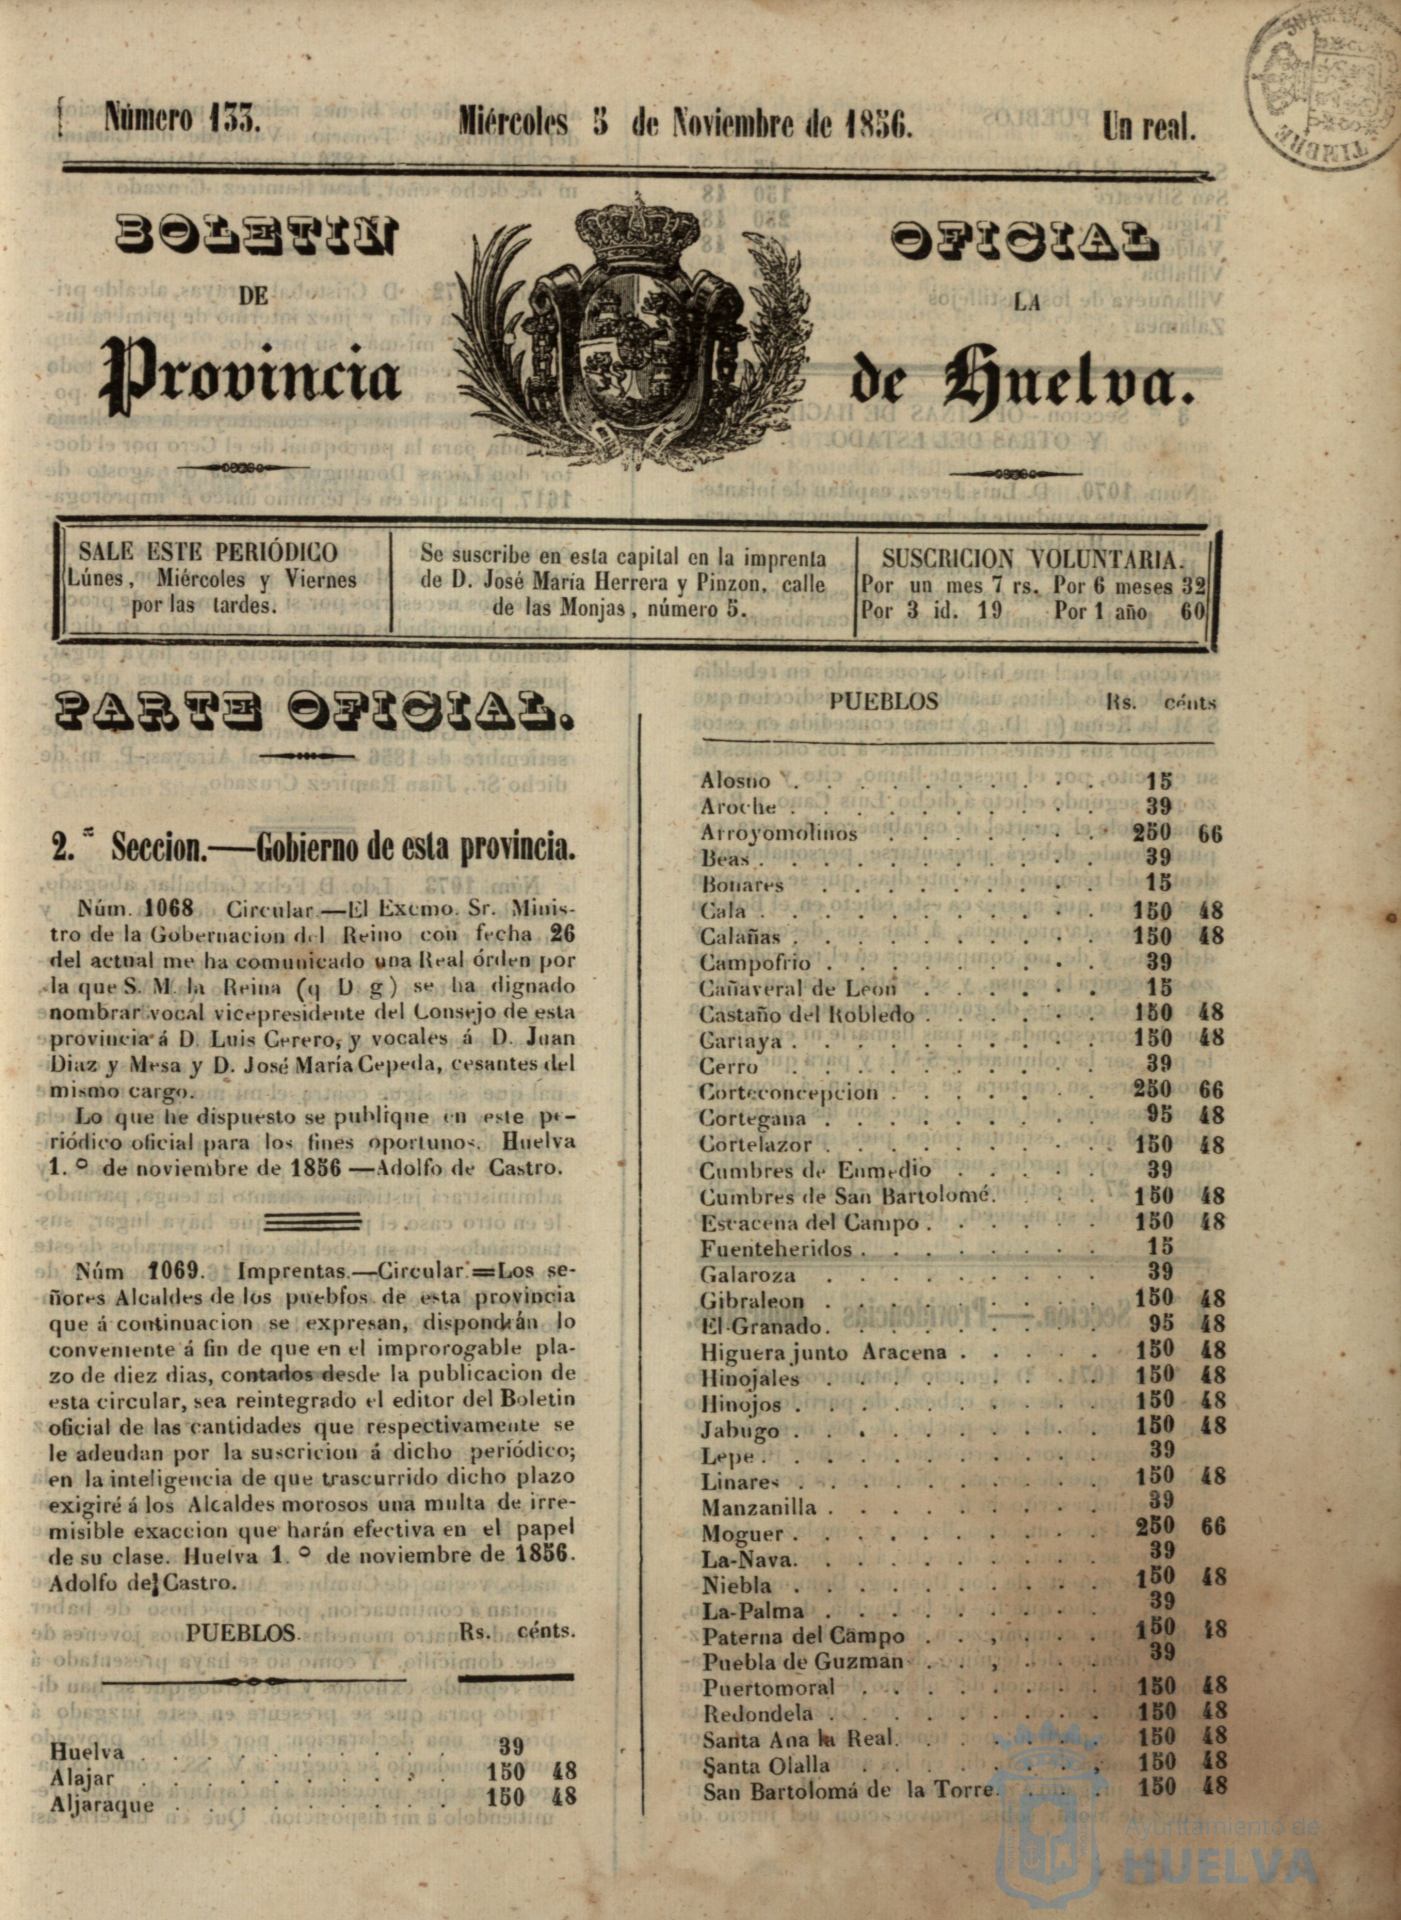 Número 133.
Miércoles 5 de Noviembre de 1856.
Un real.
TIMBRE
BOLETIN
OFICIAL
DE
LA
Provincia
de Huelva.
SALE ESTE PERIÓDICO
Lúnes, Miércoles y Viernes
por las tardes.
Se suscribe en esta capital en la imprenta
de D. José María Herrera y Pinzon, calle
de las Monjas, número 5.
SUSCRICION VOLUNTARIA.
Por un mes 7 rs. Por 6 meses 32
Por 3 id. 19 Por 1 año 60
PARTE OFICIAL.
2.ª Seccion.—Gobierno de esta provincia.
Núm. 1068 Circular.—El Excmo. Sr. Minis-
tro de la Gobernacion del Reino con fecha 26
del actual me ha comunicado una Real órden por
la que S. M. la Reina (q D g) se ha dignado
nombrar vocal vicepresidente del Consejo de esta
provincia á D. Luis Cerero, y vocales á D. Juan
Diaz y Mesa y D. José María Cepeda, cesantes del
mismo cargo.
Lo que he dispuesto se publique en este pe-
riódico oficial para los fines oportunos. Huelva
1.º de noviembre de 1856—Adolfo de Castro.
Núm 1069. Imprentas.—Circular.=Los se-
ñores Alcaldes de los pueblos de esta provincia
que á continuacion se expresan, dispondrán lo
conveniente á fin de que en el improrogable pla-
zo de diez dias, contados desde la publicacion de
esta circular, sea reintegrado el editor del Boletin
oficial de las cantidades que respectivamente se
le adeudan por la suscricion á dicho periódico;
en la inteligencia de que trascurrido dicho plazo
exigiré á los Alcaldes morosos una multa de irre-
misible exaccion que harán efectiva en el papel
de su clase. Huelva 1.º de noviembre de 1856.
Adolfo de Castro.
PUEBLOS. Rs. cénts.
Huelva . . . . . . . . . . 39
Alajar . . . . . . . . . . 150 48
Aljaraque . . . . . . . . . 150 48
PUEBLOS Rs. cénts
Alosno . . . . . . . . . . 15
Aroche . . . . . . . . . . 39
Arroyomolinos . . . . . . . 250 66
Beas . . . . . . . . . . . 39
Bonares . . . . . . . . . 15
Cala . . . . . . . . . . . 150 48
Calañas . . . . . . . . . . 150 48
Campofrio . . . . . . . . . 39
Cañaveral de Leon . . . . . . 15
Castaño del Robledo . . . . . . 150 48
Cartaya . . . . . . . . . . 150 48
Cerro . . . . . . . . . . 39
Corteconcepcion . . . . . . . 250 66
Cortegana . . . . . . . . . 95 48
Cortelazor . . . . . . . . . 150 48
Cumbres de Enmedio . . . . . 39
Cumbres de San Bartolomé. . . . 150 48
Escacena del Campo . . . . . . 150 48
Fuenteheridos . . . . . . . . 15
Galaroza . . . . . . . . . 39
Gibraleon . . . . . . . . . 150 48
El Granado. . . . . . . . . 95 48
Higuera junto Aracena . . . . . 150 48
Hinojales . . . . . . . . . 150 48
Hinojos . . . . . . . . . . 150 48
Jabugo . . . . . . . . . . 150 48
Lepe . . . . . . . . . . . 39
Linares . . . . . . . . . . 150 48
Manzanilla . . . . . . . . . 39
Moguer . . . . . . . . . . 250 66
La-Nava. . . . . . . . . . 39
Niebla . . . . . . . . . . 150 48
La-Palma . . . . . . . . . 39
Paterna del Campo . . . . . . 150 48
Puebla de Guzman . . . . . . 39
Puertomoral . . . . . . . . 150 48
Redondela . . . . . . . . . 150 48
Santa Ana la Real. . . . . . . 150 48
Santa Olalla . . . . . . . . 150 48
San Bartolomá de la Torre. . . . 150 48
Ayuntamiento de
HUELVA